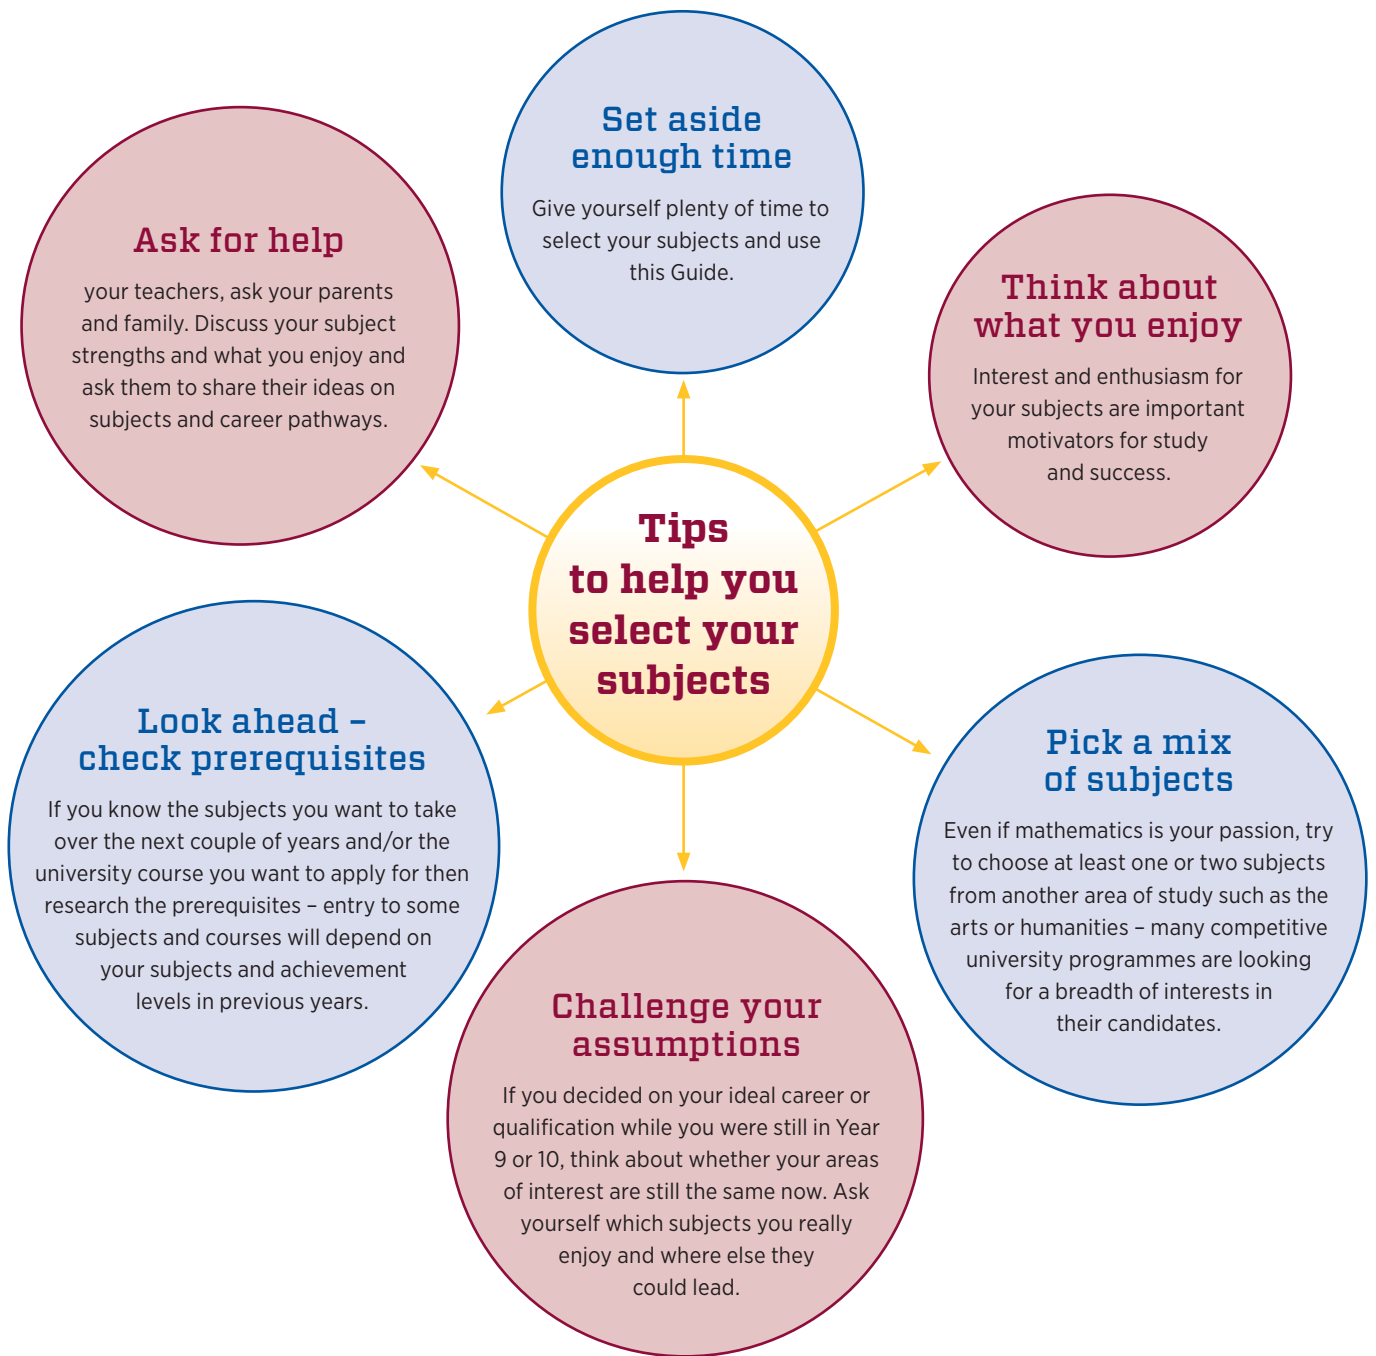 Set aside
enough time
Give yourself plenty of time to
select your subjects and use
this Guide.
Ask for help
your teachers, ask your parents
and family. Discuss your subject
strengths and what you enjoy and
ask them to share their ideas on
subjects and career pathways.
Think about
what you enjoy
Interest and enthusiasm for
your subjects are important
motivators for study
and success.
Tips
to help you
select your
subjects
Look ahead –
check prerequisites
If you know the subjects you want to take
over the next couple of years and/or the
university course you want to apply for then
research the prerequisites – entry to some
subjects and courses will depend on
your subjects and achievement
levels in previous years.
Pick a mix
of subjects
Even if mathematics is your passion, try
to choose at least one or two subjects
from another area of study such as the
arts or humanities – many competitive
university programmes are looking
for a breadth of interests in
their candidates.
Challenge your
assumptions
If you decided on your ideal career or
qualification while you were still in Year
9 or 10, think about whether your areas
of interest are still the same now. Ask
yourself which subjects you really
enjoy and where else they
could lead.